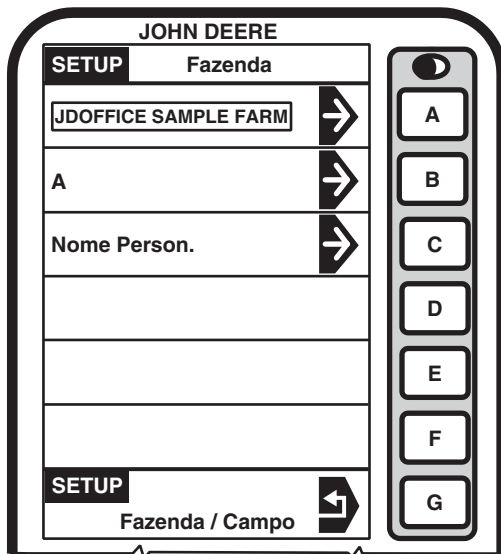 JOHN DEERE
SETUP Fazenda
JDOFFICE SAMPLE FARM
A
A
B
Nome Person.
C
D
E
F
SETUP
Fazenda / Campo
G